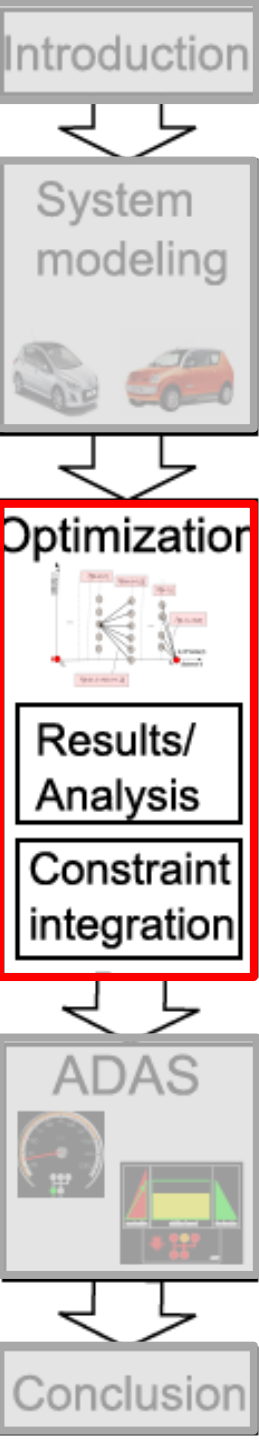 Introduction
System
modeling
Optimization
Results/
Analysis
Constraint
integration
ADAS
Conclusion